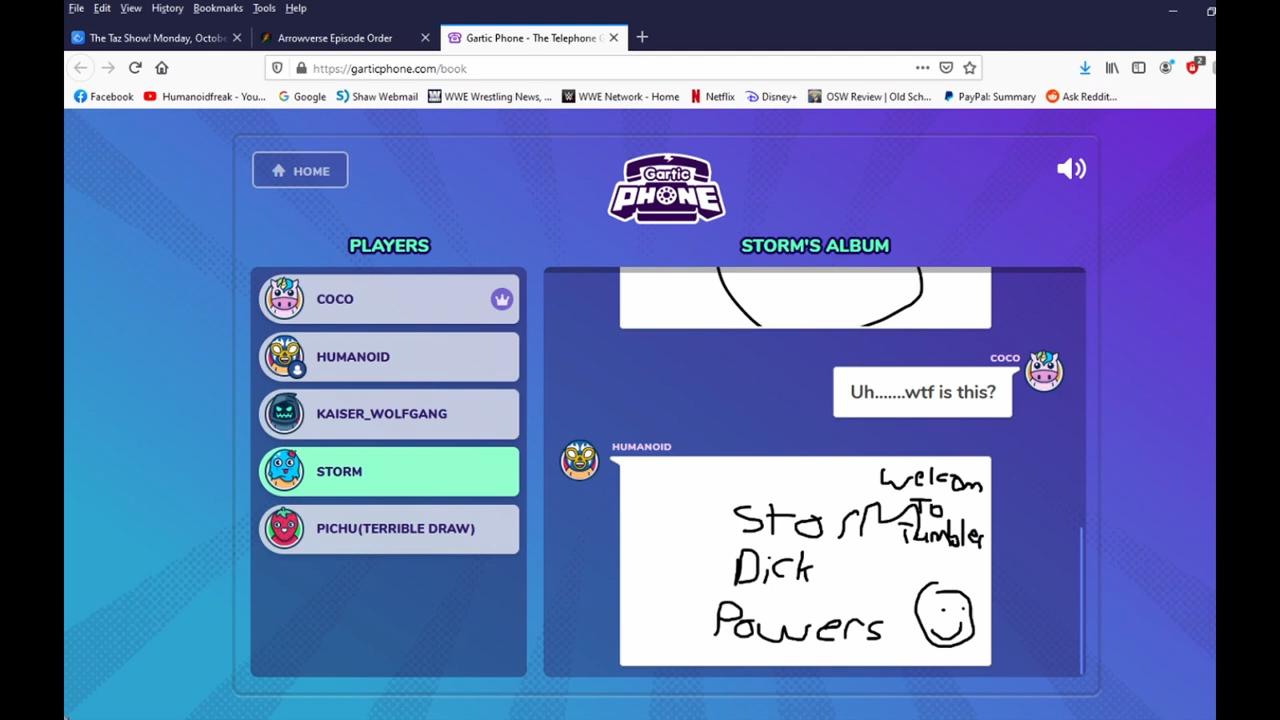 File Edit View History Bookmarks Tools Help
The Taz Show! Monday, Octobe
Arrowverse Episode Order
Gartic Phone - The Telephone G
https://garticphone.com/book
2
Facebook Humanoidfreak - You... Google Shaw Webmail WWE Wrestling News, ... WWE Network - Home Netflix Disney+ OSW Review | Old Sch... PayPal: Summary Ask Reddit...
HOME
Gartic
PHONE
PLAYERS
STORM'S ALBUM
COCO
HUMANOID
KAISER_WOLFGANG
STORM
PICHU(TERRIBLE DRAW)
COCO
Uh.......wtf is this?
HUMANOID
Welcom
To
Tumbler
Storm
Dick
Powers